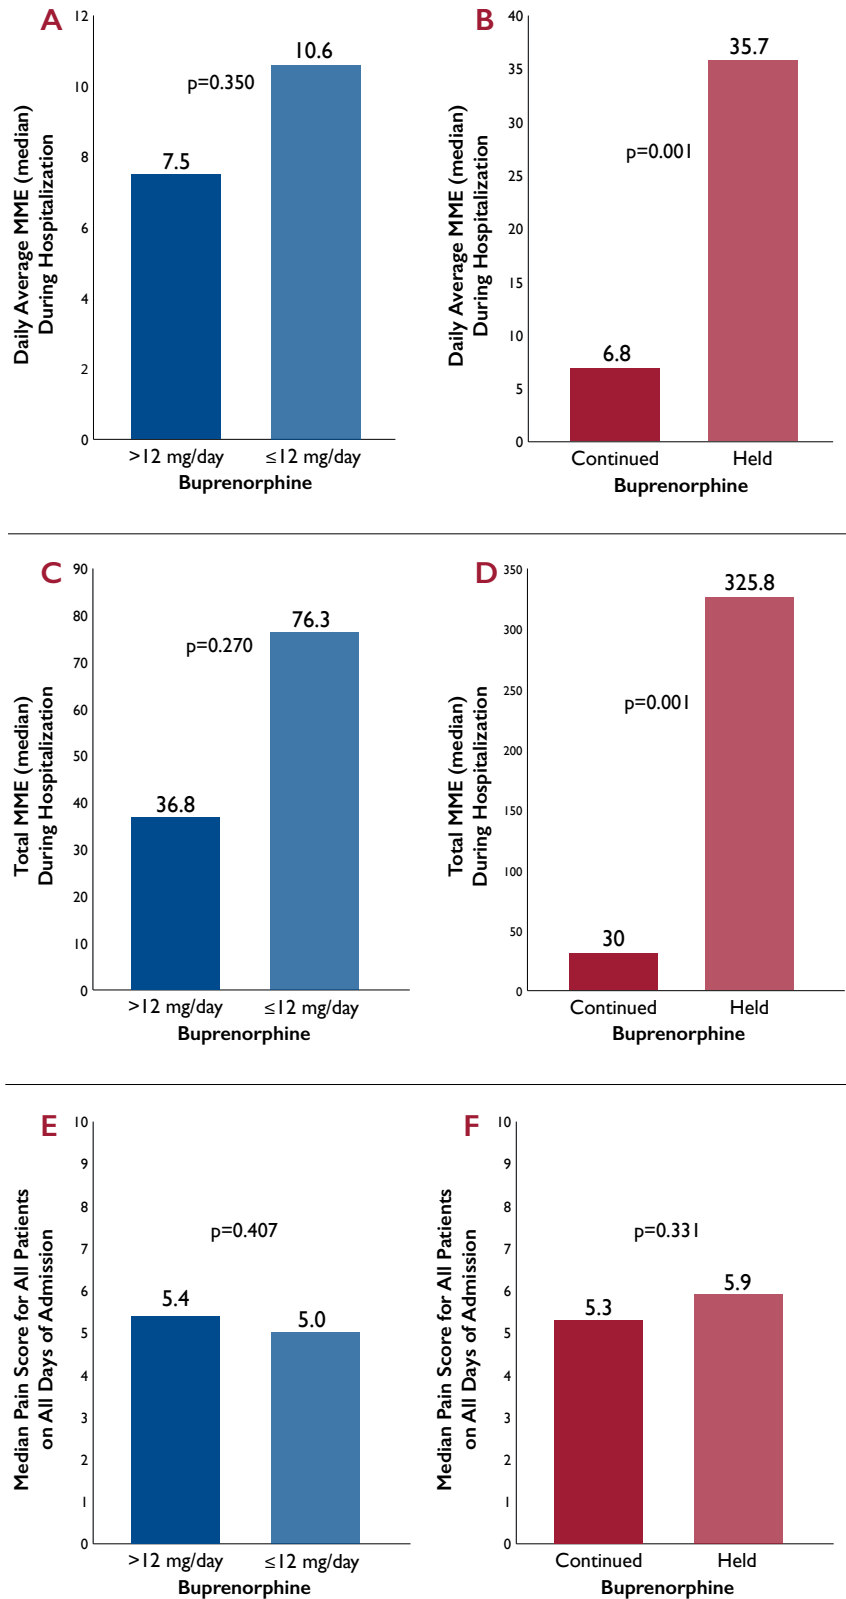 A
Daily Average MME (median)
During Hospitalization
12
10
8
6
4
2
0
7.5
p=0.350
10.6
>12 mg/day
≤12 mg/day
Buprenorphine
B
Daily Average MME (median)
During Hospitalization
40
35
30
25
20
15
10
5
0
6.8
p=0.001
35.7
Continued
Held
Buprenorphine
C
Total MME (median)
During Hospitalization
90
80
70
60
50
40
30
20
10
0
36.8
p=0.270
76.3
>12 mg/day
≤12 mg/day
Buprenorphine
D
Total MME (median)
During Hospitalization
350
300
250
200
150
100
50
0
30
p=0.001
325.8
Continued
Held
Buprenorphine
E
Median Pain Score for All Patients
on All Days of Admission
10
9
8
7
6
5
4
3
2
1
0
5.4
p=0.407
5.0
>12 mg/day
≤12 mg/day
Buprenorphine
F
Median Pain Score for All Patients
on All Days of Admission
10
9
8
7
6
5
4
3
2
1
0
5.3
p=0.331
5.9
Continued
Held
Buprenorphine